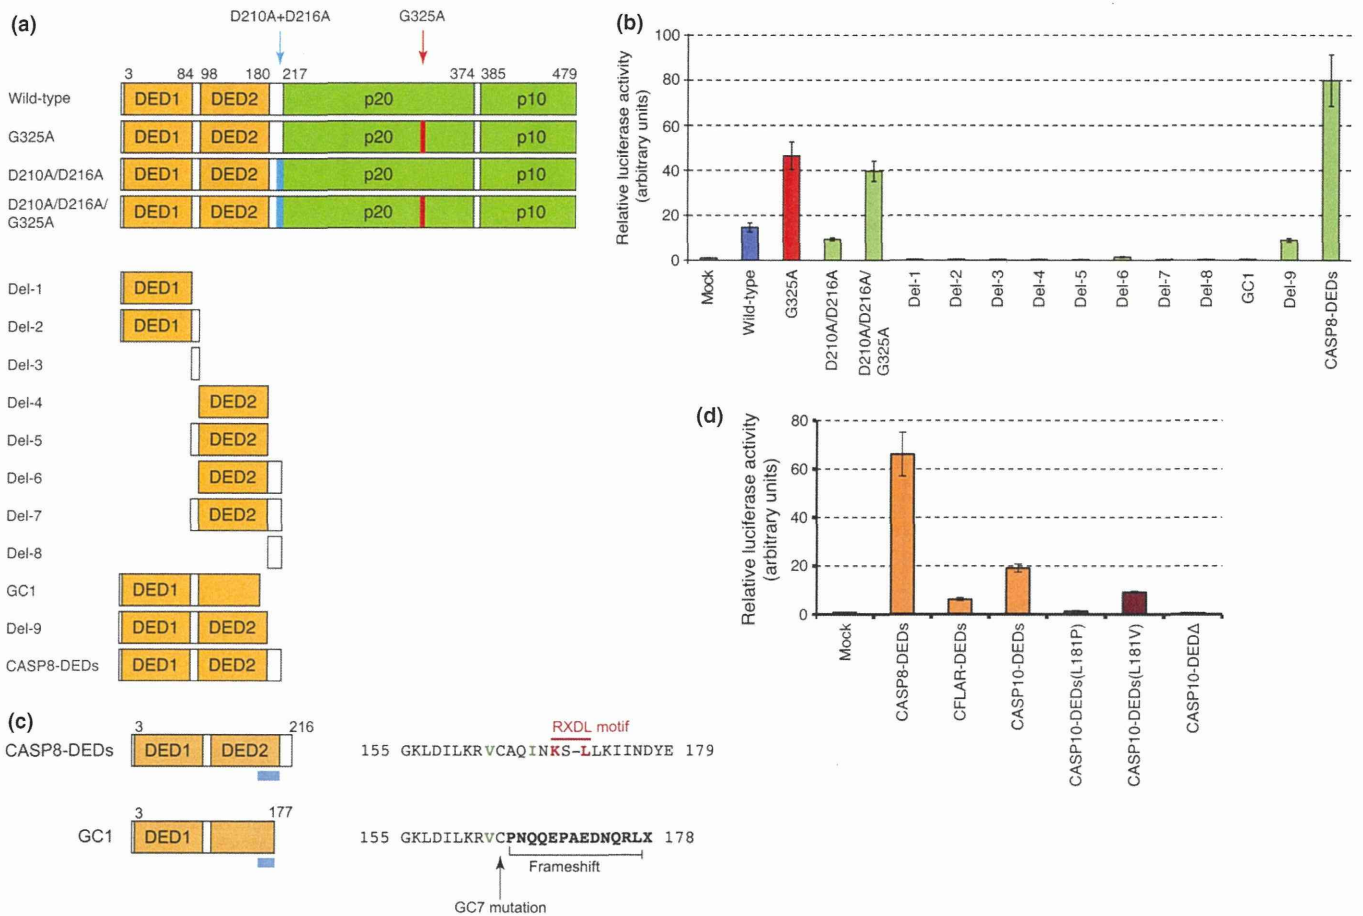 (a)
D210A+D216A
G325A
3 84 98 180 217 374 385 479
Wild-type DED1 DED2 p20 p10
G325A DED1 DED2 p20 p10
D210A/D216A DED1 DED2 p20 p10
D210A/D216A/
G325A DED1 DED2 p20 p10
Del-1 DED1
Del-2 DED1
Del-3
Del-4 DED2
Del-5 DED2
Del-6 DED2
Del-7 DED2
Del-8
GC1 DED1
Del-9 DED1 DED2
CASP8-DEDs DED1 DED2
(b)
Relative luciferase activity
(arbitrary units)
100
80
60
40
20
0
Mock
Wild-type
G325A
D210A/D216A
D210A/D216A/
G325A
Del-1
Del-2
Del-3
Del-4
Del-5
Del-6
Del-7
Del-8
GC1
Del-9
CASP8-DEDs
(c)
3 216
CASP8-DEDs DED1 DED2
RXDL motif
155 GKLDILKRVCAQINKS-LLKIINDYE 179
3 177
GC1 DED1
155 GKLDILKRVCPNQQEPAEDNQRLX 178
Frameshift
GC7 mutation
(d)
Relative luciferase activity
(arbitrary units)
80
60
40
20
0
Mock
CASP8-DEDs
CFLAR-DEDs
CASP10-DEDs
CASP10-DEDs(L181P)
CASP10-DEDs(L181V)
CASP10-DEDΔ